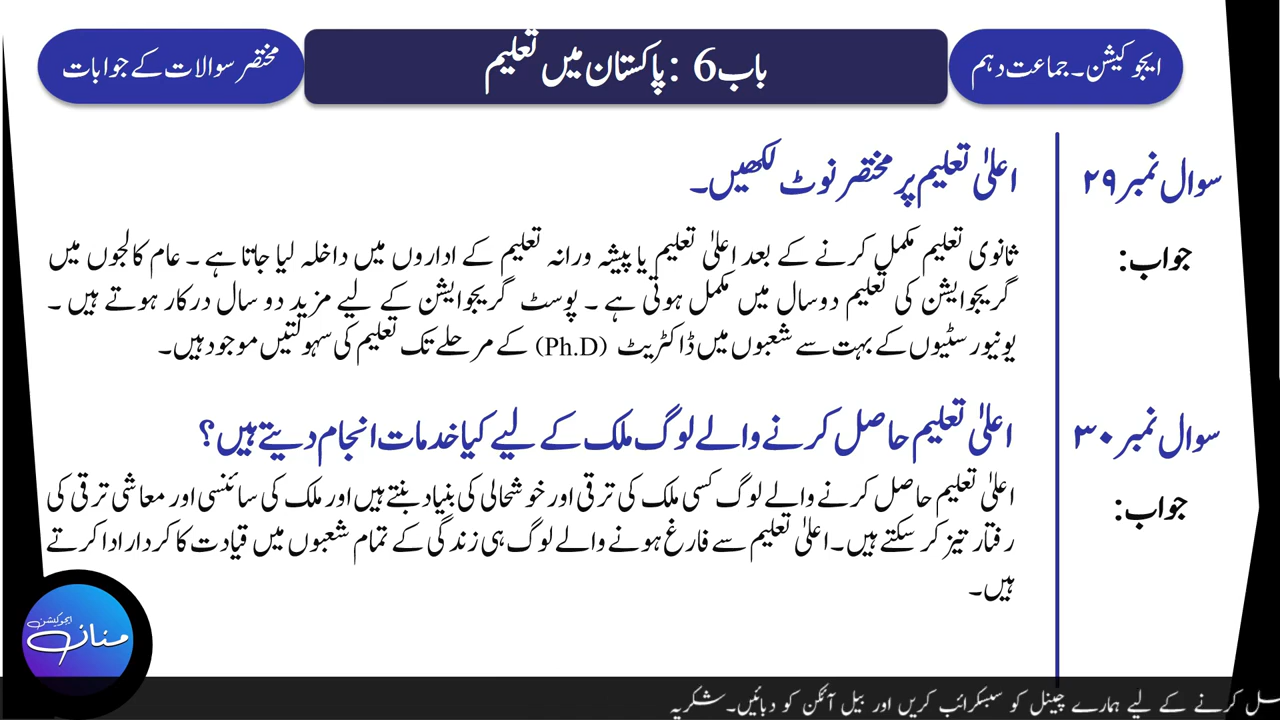 ایجوکیشن۔ جماعت دہم
باب 6 : پاکستان میں تعلیم
مختصر سوالات کے جوابات
سوال نمبر ۲۹
اعلیٰ تعلیم پر مختصر نوٹ لکھیں۔
جواب:
ثانوی تعلیم مکمل کرنے کے بعد اعلیٰ تعلیم یا پیشہ ورانہ تعلیم کے اداروں میں داخلہ لیا جاتا ہے ۔ عام کالجوں میں
گریجوایشن کی تعلیم دو سال میں مکمل ہوتی ہے ۔ پوسٹ گریجوایشن کے لیے مزید دو سال درکار ہوتے ہیں ۔
یونیورسٹیوں کے بہت سے شعبوں میں ڈاکٹریٹ (Ph.D) کے مرحلے تک تعلیم کی سہولتیں موجود ہیں۔
سوال نمبر ۳۰
اعلیٰ تعلیم حاصل کرنے والے لوگ ملک کے لیے کیا خدمات انجام دیتے ہیں؟
جواب:
اعلیٰ تعلیم حاصل کرنے والے لوگ کسی ملک کی ترقی اور خوشحالی کی بنیاد بنتے ہیں اور ملک کی سائنسی اور معاشی ترقی کی
رفتار تیز کر سکتے ہیں۔ اعلیٰ تعلیم سے فارغ ہونے والے لوگ ہی زندگی کے تمام شعبوں میں قیادت کا کردار ادا کرتے
ہیں۔
ایجوکیشن
منان
کرنے کے لیے ہمارے چینل کو سبسکرائب کریں اور بیل آئکن کو دبائیں۔ شکریہ